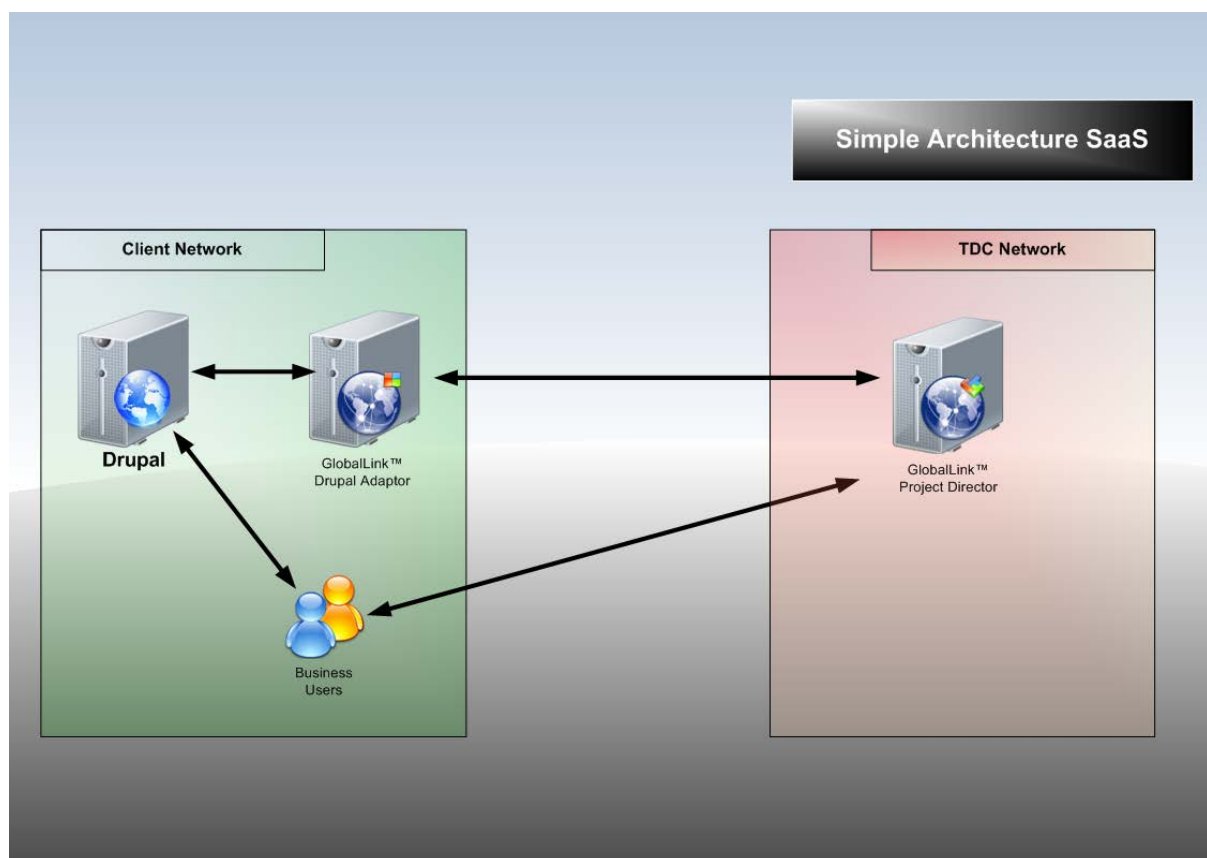 Simple Architecture SaaS
Client Network
TDC Network
Drupal
GlobalLink™
Drupal Adaptor
GlobalLink™
Project Director
Business
Users